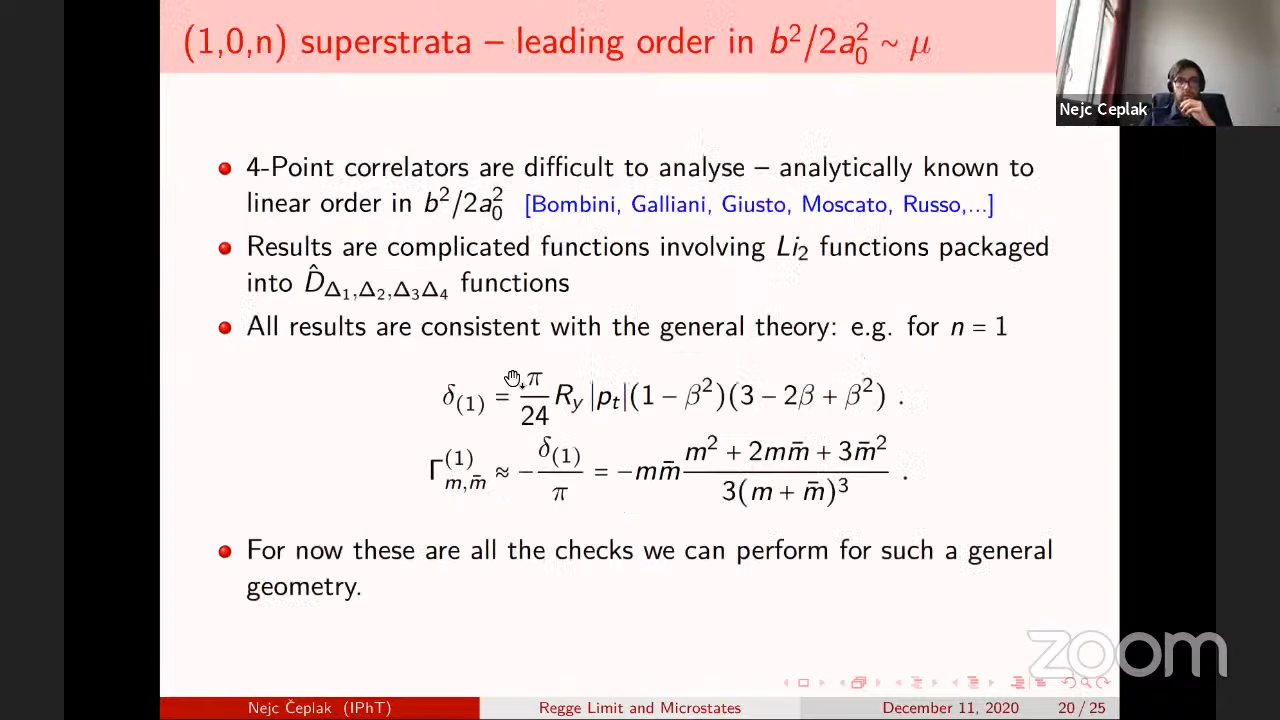 (1,0,n) superstrata – leading order in b²/2a₀² ~ μ
Nejc Ceplak
• 4-Point correlators are difficult to analyse – analytically known to
linear order in b²/2a₀² [Bombini, Galliani, Giusto, Moscato, Russo,...]
• Results are complicated functions involving Li₂ functions packaged
into D̂_{Δ₁,Δ₂,Δ₃Δ₄} functions
• All results are consistent with the general theory: e.g. for n = 1
δ₍₁₎ = π/24 R_y |p_t|(1 − β²)(3 − 2β + β²) .
Γ^{(1)}_{m,m̄} ≈ − δ₍₁₎/π = −mm̄ (m² + 2mm̄ + 3m̄²)/(3(m + m̄)³) .
• For now these are all the checks we can perform for such a general
geometry.
zoom
Nejc Čeplak (IPhT) Regge Limit and Microstates December 11, 2020 20 / 25